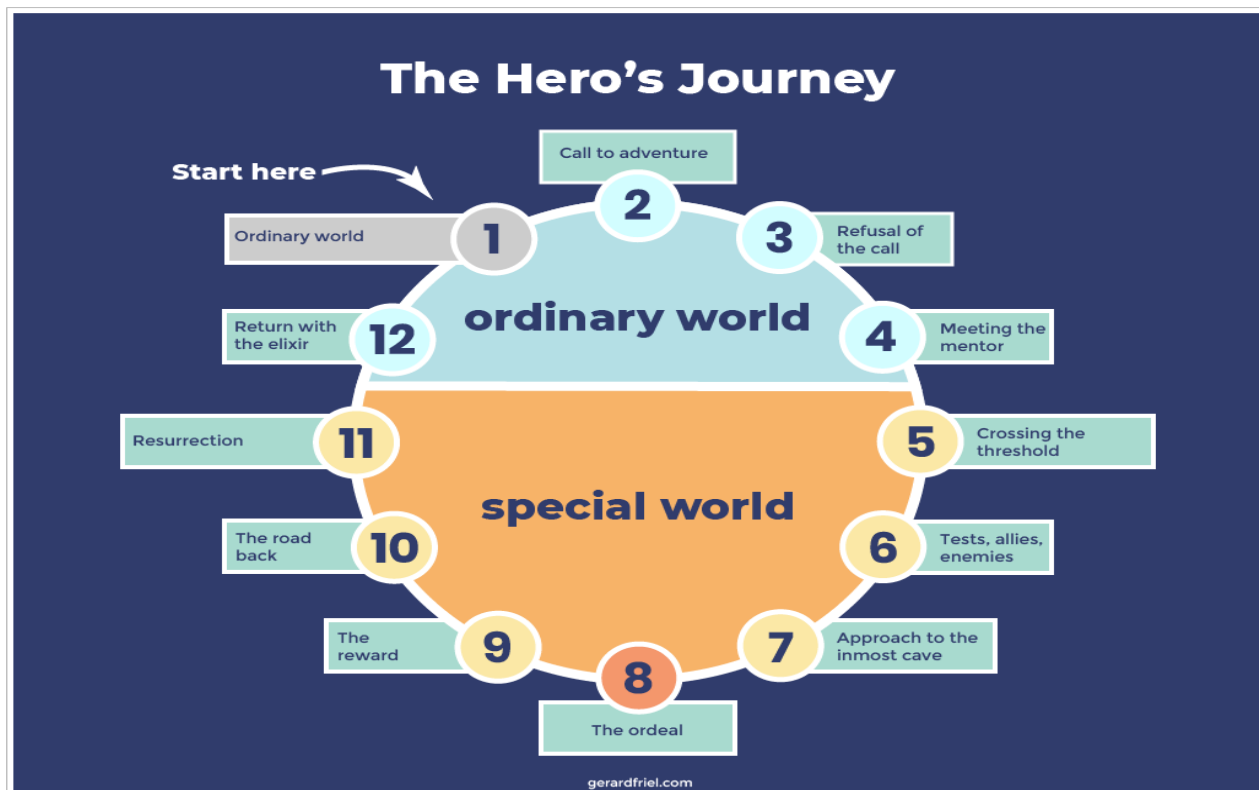 The Hero's Journey
Start here
1
Ordinary world
2
Call to adventure
3
Refusal of
the call
4
Meeting the
mentor
5
Crossing the
threshold
6
Tests, allies,
enemies
7
Approach to the
inmost cave
8
The ordeal
9
The
reward
10
The road
back
11
Resurrection
12
Return with
the elixir
ordinary world
special world
gerardfriel.com